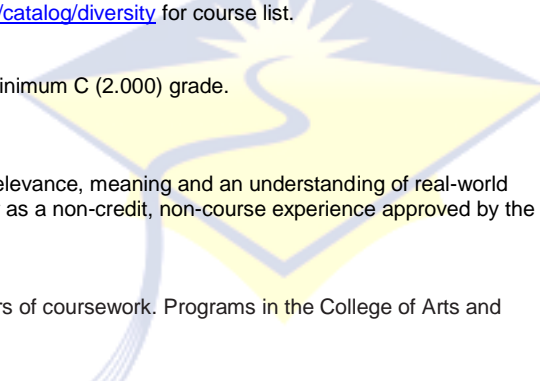 /catalog/diversity for course list.
inimum C (2.000) grade.
elevance, meaning and an understanding of real-world
as a non-credit, non-course experience approved by the
rs of coursework. Programs in the College of Arts and